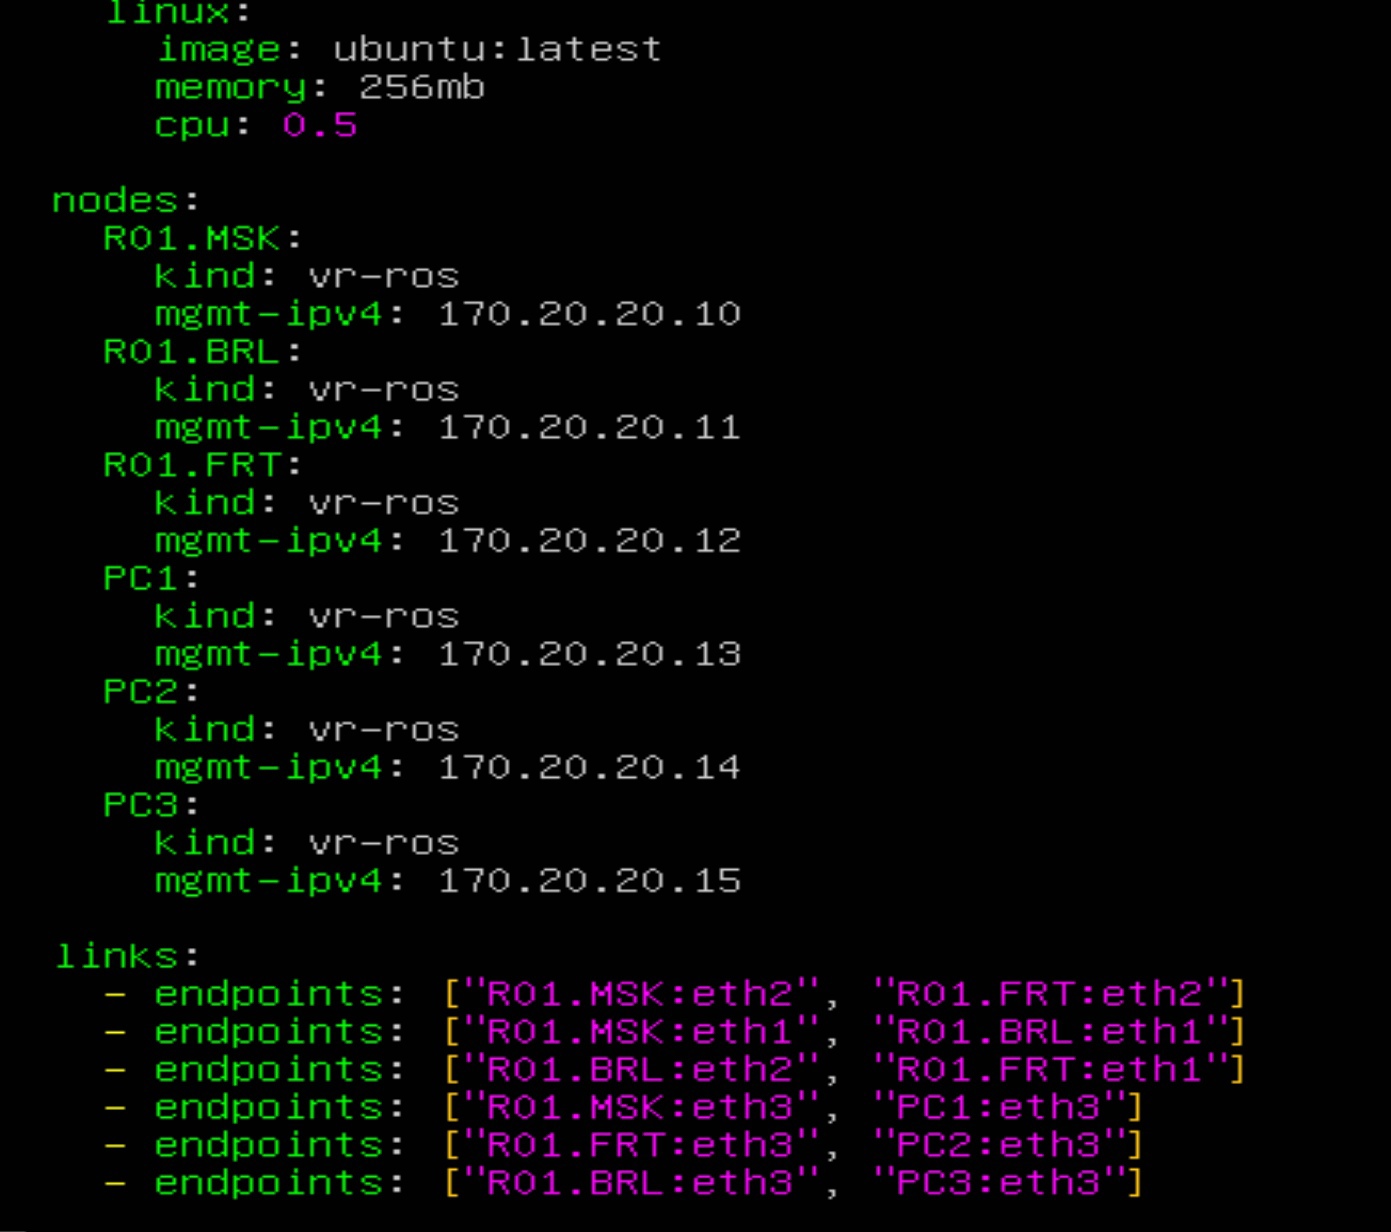 linux:
image: ubuntu:latest
memory: 256mb
cpu: 0.5
nodes:
R01.MSK:
kind: vr-ros
mgmt-ipv4: 170.20.20.10
R01.BRL:
kind: vr-ros
mgmt-ipv4: 170.20.20.11
R01.FRT:
kind: vr-ros
mgmt-ipv4: 170.20.20.12
PC1:
kind: vr-ros
mgmt-ipv4: 170.20.20.13
PC2:
kind: vr-ros
mgmt-ipv4: 170.20.20.14
PC3:
kind: vr-ros
mgmt-ipv4: 170.20.20.15
links:
- endpoints: ["R01.MSK:eth2", "R01.FRT:eth2"]
- endpoints: ["R01.MSK:eth1", "R01.BRL:eth1"]
- endpoints: ["R01.BRL:eth2", "R01.FRT:eth1"]
- endpoints: ["R01.MSK:eth3", "PC1:eth3"]
- endpoints: ["R01.FRT:eth3", "PC2:eth3"]
- endpoints: ["R01.BRL:eth3", "PC3:eth3"]